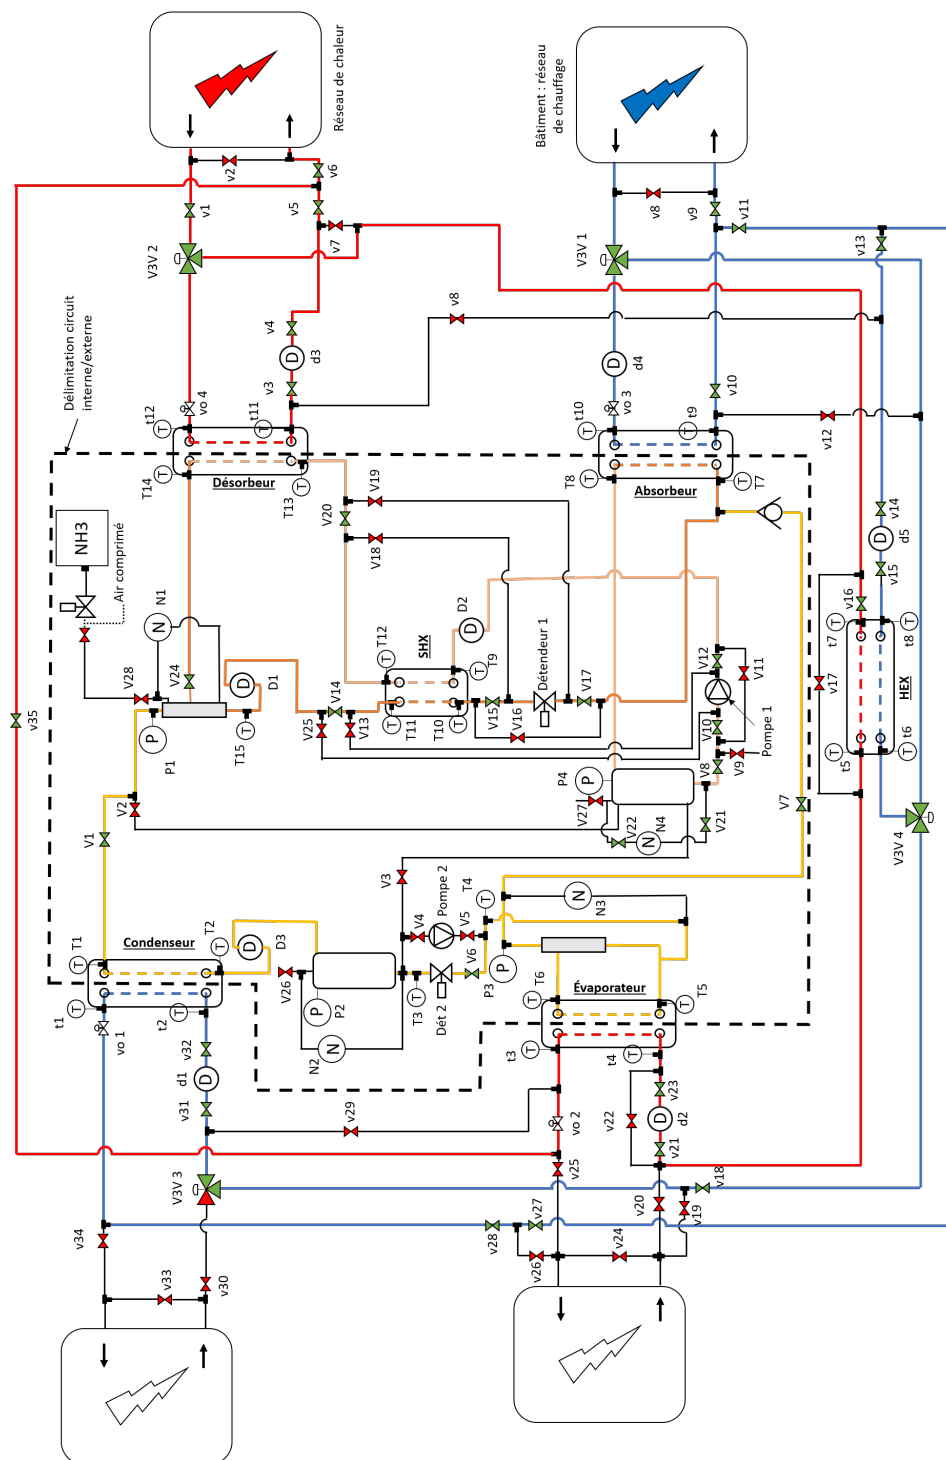 Réseau de chaleur
Bâtiment : réseau
de chauffage
v2
v6
v1
v5
v7
V3V 2
v8
v9
v11
V3V 1
v13
Délimitation circuit
interne/externe
v4
D
d3
v3
v8
D
d4
v10
t12
T
vo 4
t11
T
t10
T
vo 3
t9
T
v12
T
T14
Désorbeur
T
T13
T
T8
Absorbeur
T
T7
NH3
Air comprimé
V19
V20
V18
v14
D
d5
v15
N
N1
V28
V24
D
D1
T12
T
SHX
D
D2
T
T9
v16
t7
T
T
t8
v17
HEX
P
P1
T
T15
V14
V25
V13
T
T11
T
T10
V15
V16
Détendeur 1
V17
V12
V11
V10
Pompe 1
V8
V9
t5
T
T
t6
V2
V1
P4
P
V27
V22
N
N4
V21
V7
V3V 4
V3
V4
Pompe 2
V5
T4
T
N
N3
T1
T
Condenseur
T2
T
D
D3
V26
P
P2
N
N2
T
T3
Dét 2
V6
P3
P
T6
T
Évaporateur
T
T5
t1
T
vo 1
t2
T
v32
d1
D
v31
v29
t3
T
t4
T
vo 2
v22
v23
D
d2
v21
v35
V3V 3
v25
v20
v18
v19
v34
v28
v27
v26
v24
v33
v30